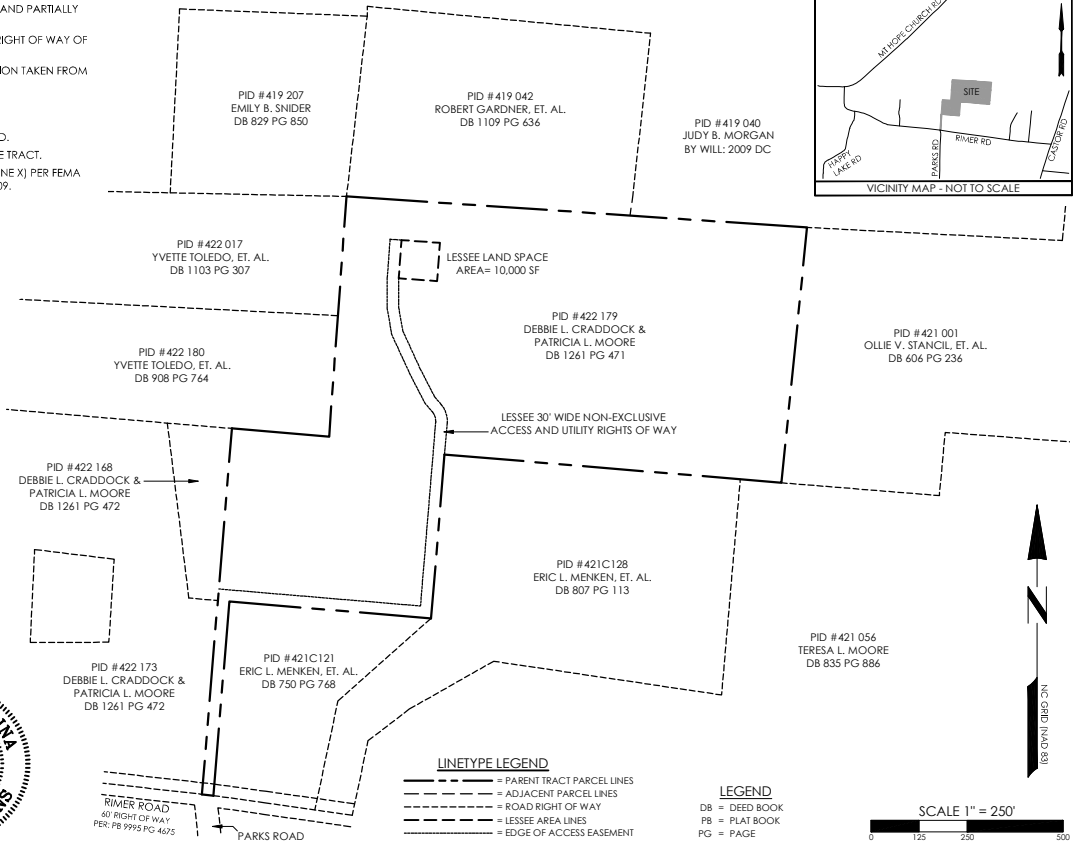 AND PARTIALLY
RIGHT OF WAY OF
ION TAKEN FROM
D.
E TRACT.
NE X) PER FEMA
09.
PID #419 207
EMILY B. SNIDER
DB 829 PG 850
PID #419 042
ROBERT GARDNER, ET. AL.
DB 1109 PG 636
PID #419 040
JUDY B. MORGAN
BY WILL: 2009 DC
MT HOPE CHURCH RD
SITE
RIMER RD
CASTOR RD
HAPPY
LAKE RD
PARKS RD
VICINITY MAP - NOT TO SCALE
PID #422 017
YVETTE TOLEDO, ET. AL.
DB 1103 PG 307
LESSEE LAND SPACE
AREA= 10,000 SF
PID #422 179
DEBBIE L. CRADDOCK &
PATRICIA L. MOORE
DB 1261 PG 471
PID #421 001
OLLIE V. STANCIL, ET. AL.
DB 606 PG 236
PID #422 180
YVETTE TOLEDO, ET. AL.
DB 908 PG 764
LESSEE 30' WIDE NON-EXCLUSIVE
ACCESS AND UTILITY RIGHTS OF WAY
PID #422 168
DEBBIE L. CRADDOCK &
PATRICIA L. MOORE
DB 1261 PG 472
PID #421C128
ERIC L. MENKEN, ET. AL.
DB 807 PG 113
PID #421 056
TERESA L. MOORE
DB 835 PG 886
PID #422 173
DEBBIE L. CRADDOCK &
PATRICIA L. MOORE
DB 1261 PG 472
PID #421C121
ERIC L. MENKEN, ET. AL.
DB 750 PG 768
N
NC GRID (NAD 83)
INA
SN
RIMER ROAD
60' RIGHT OF WAY
PER: PB 9995 PG 4675
PARKS ROAD
LINETYPE LEGEND
= PARENT TRACT PARCEL LINES
= ADJACENT PARCEL LINES
= ROAD RIGHT OF WAY
= LESSEE AREA LINES
= EDGE OF ACCESS EASEMENT
LEGEND
DB = DEED BOOK
PB = PLAT BOOK
PG = PAGE
SCALE 1" = 250'
0 125 250 500